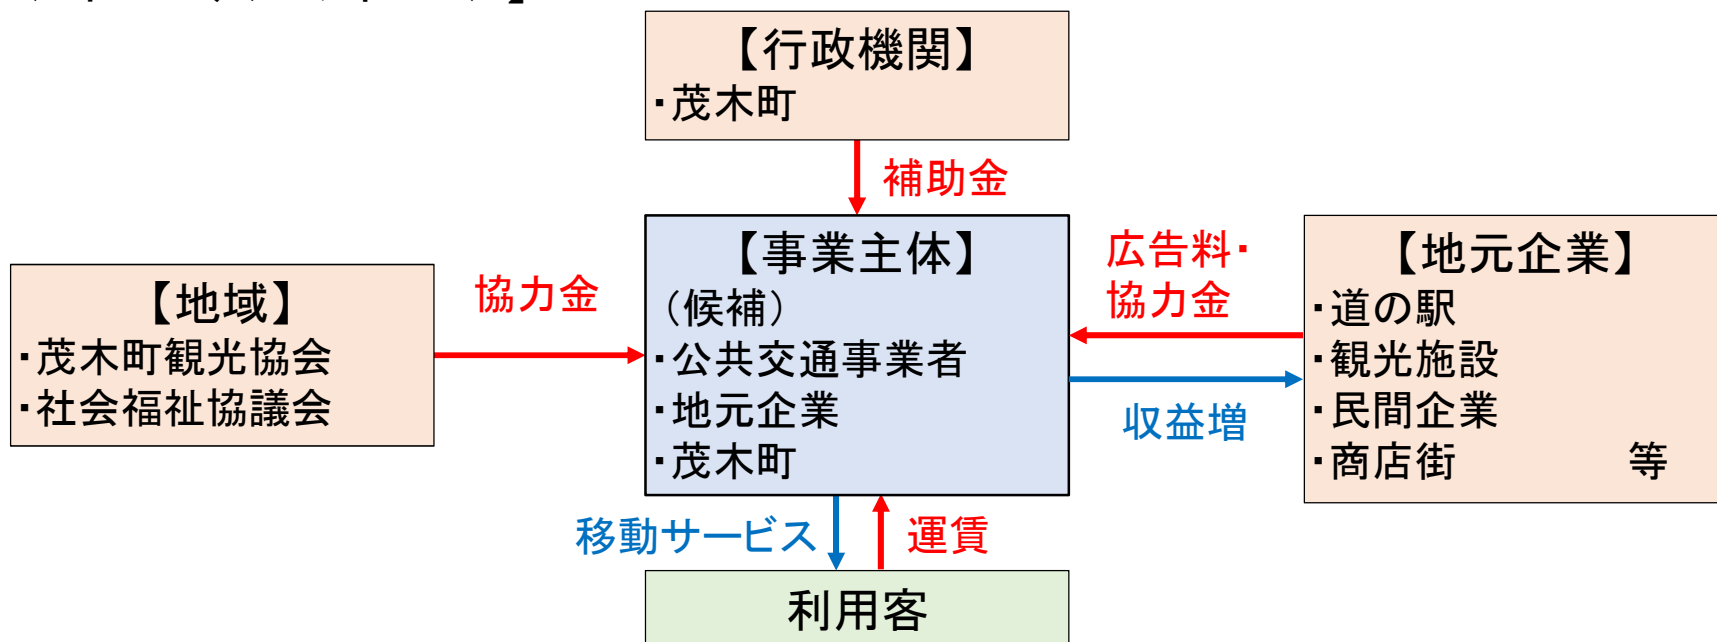 【行政機関】
・茂木町
補助金
【地域】
・茂木町観光協会
・社会福祉協議会
協力金
【事業主体】
（候補）
・公共交通事業者
・地元企業
・茂木町
広告料・
協力金
収益増
【地元企業】
・道の駅
・観光施設
・民間企業
・商店街　　　　等
移動サービス
運賃
利用客